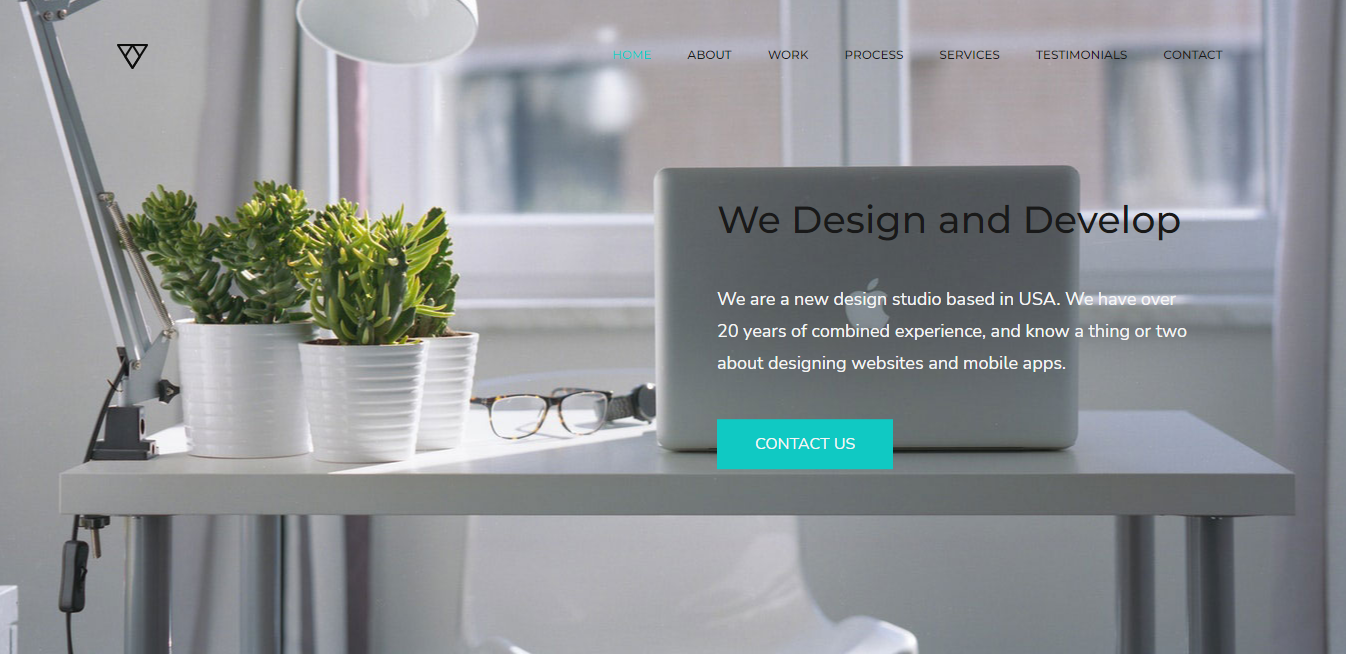 HOME ABOUT WORK PROCESS SERVICES TESTIMONIALS CONTACT
We Design and Develop
We are a new design studio based in USA. We have over
20 years of combined experience, and know a thing or two
about designing websites and mobile apps.
CONTACT US